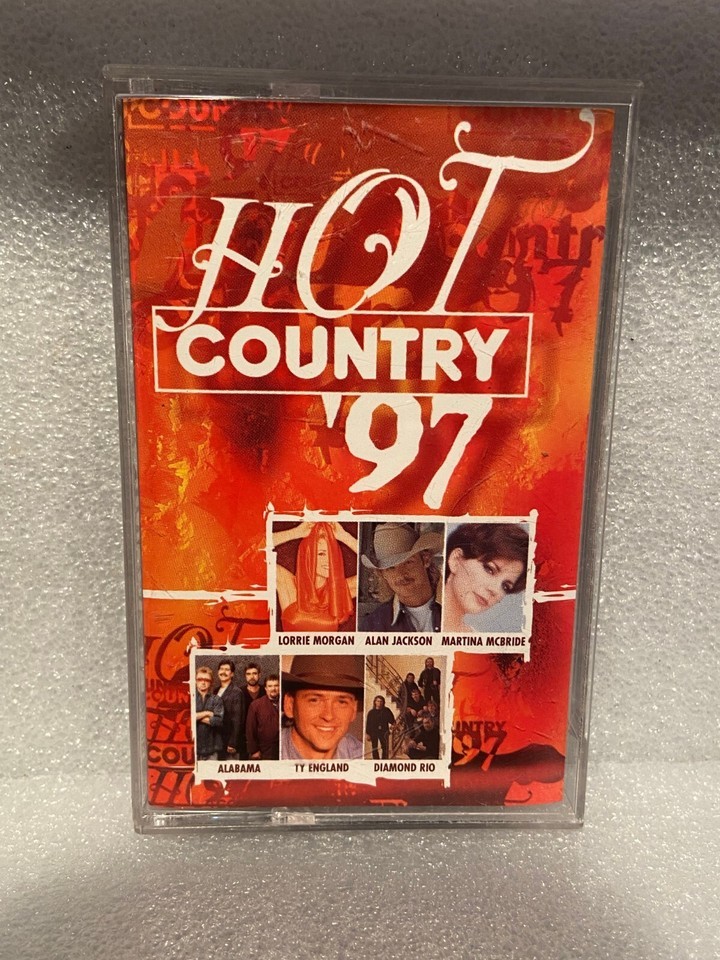 HOT
COUNTRY
'97
LORRIE MORGAN ALAN JACKSON MARTINA MCBRIDE
ALABAMA TY ENGLAND DIAMOND RIO